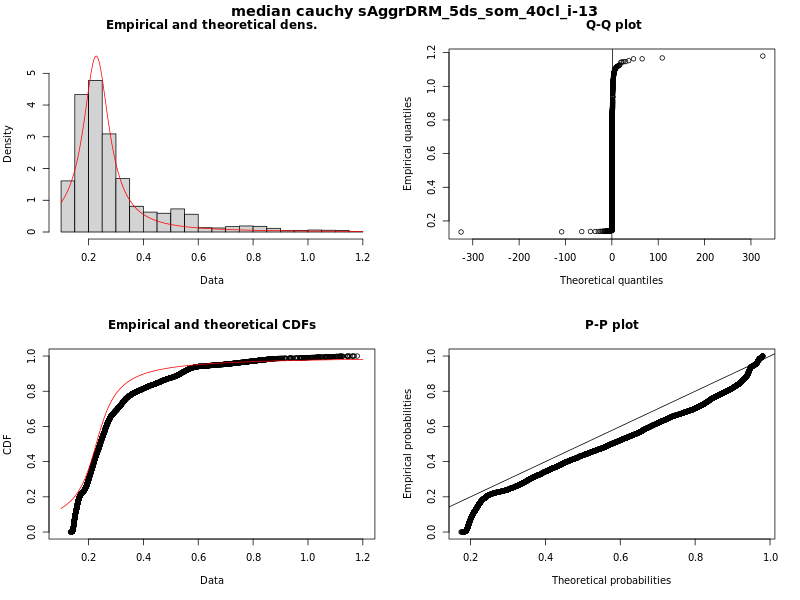 median cauchy sAggrDRM_5ds_som_40cl_i-13
Empirical and theoretical dens.
Density
0 1 2 3 4 5
0.2 0.4 0.6 0.8 1.0 1.2
Data
Q-Q plot
Empirical quantiles
0.2 0.4 0.6 0.8 1.0 1.2
-300 -200 -100 0 100 200 300
Theoretical quantiles
Empirical and theoretical CDFs
CDF
0.0 0.2 0.4 0.6 0.8 1.0
0.2 0.4 0.6 0.8 1.0 1.2
Data
P-P plot
Empirical probabilities
0.0 0.2 0.4 0.6 0.8 1.0
0.2 0.4 0.6 0.8 1.0
Theoretical probabilities